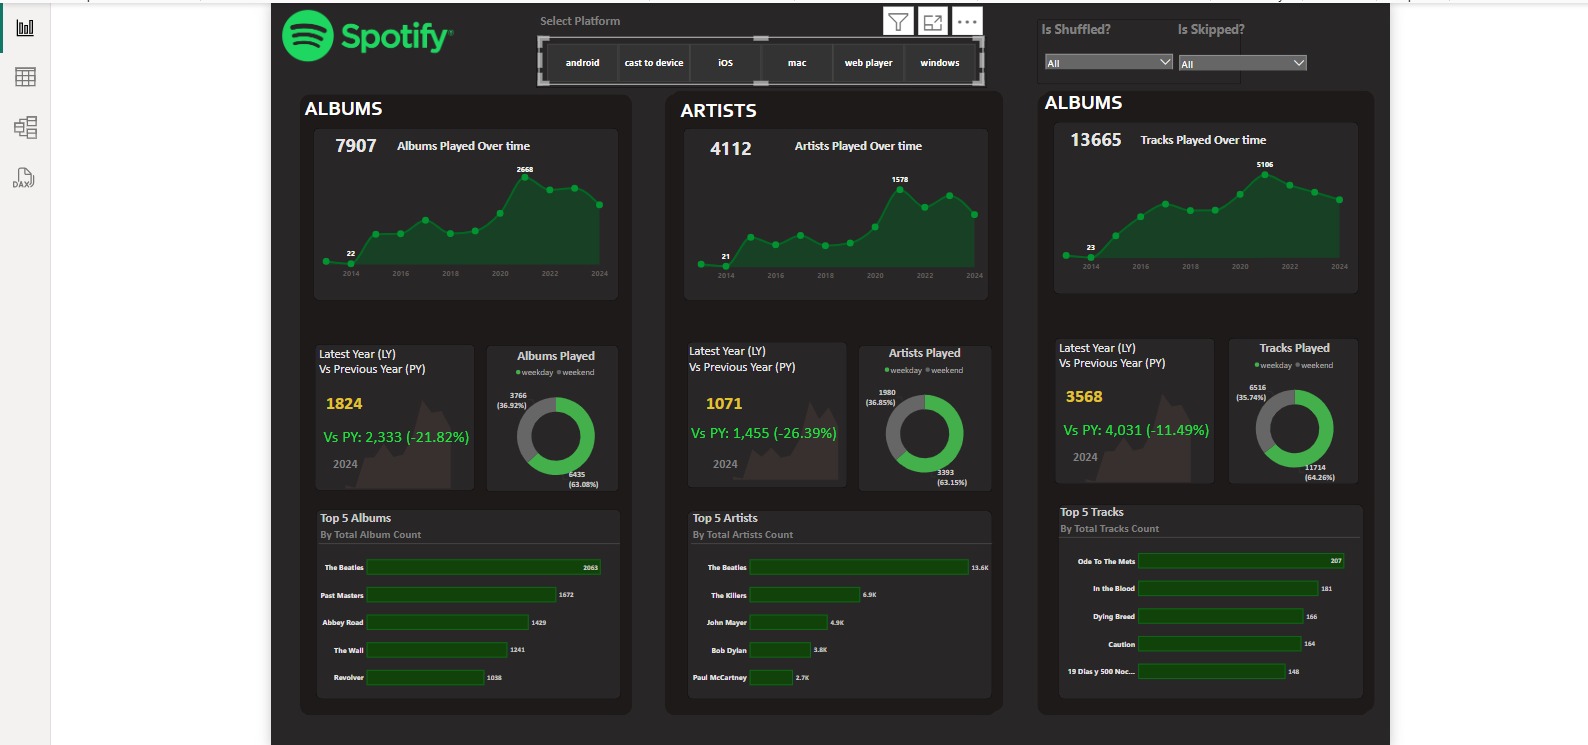 Spotify
Select Platform
android
cast to device
iOS
mac
web player
windows
Is Shuffled?
Is Skipped?
All
All
DAX
ALBUMS
7907
Albums Played Over time
2668
22
2014
2016
2018
2020
2022
2024
Latest Year (LY)
Vs Previous Year (PY)
1824
Vs PY: 2,333 (-21.82%)
2024
Albums Played
weekday
weekend
3766
(36.92%)
6435
(63.08%)
Top 5 Albums
By Total Album Count
The Beatles
2063
Past Masters
1672
Abbey Road
1429
The Wall
1241
Revolver
1038
ARTISTS
4112
Artists Played Over time
1578
21
2014
2016
2018
2020
2022
2024
Latest Year (LY)
Vs Previous Year (PY)
1071
Vs PY: 1,455 (-26.39%)
2024
Artists Played
weekday
weekend
1980
(36.85%)
3393
(63.15%)
Top 5 Artists
By Total Artists Count
The Beatles
13.6K
The Killers
6.9K
John Mayer
4.9K
Bob Dylan
3.8K
Paul McCartney
2.7K
ALBUMS
13665
Tracks Played Over time
5106
23
2014
2016
2018
2020
2022
2024
Latest Year (LY)
Vs Previous Year (PY)
3568
Vs PY: 4,031 (-11.49%)
2024
Tracks Played
weekday
weekend
6516
(35.74%)
11714
(64.26%)
Top 5 Tracks
By Total Tracks Count
Ode To The Mets
207
In the Blood
181
Dying Breed
166
Caution
164
19 Dias y 500 Noc...
148